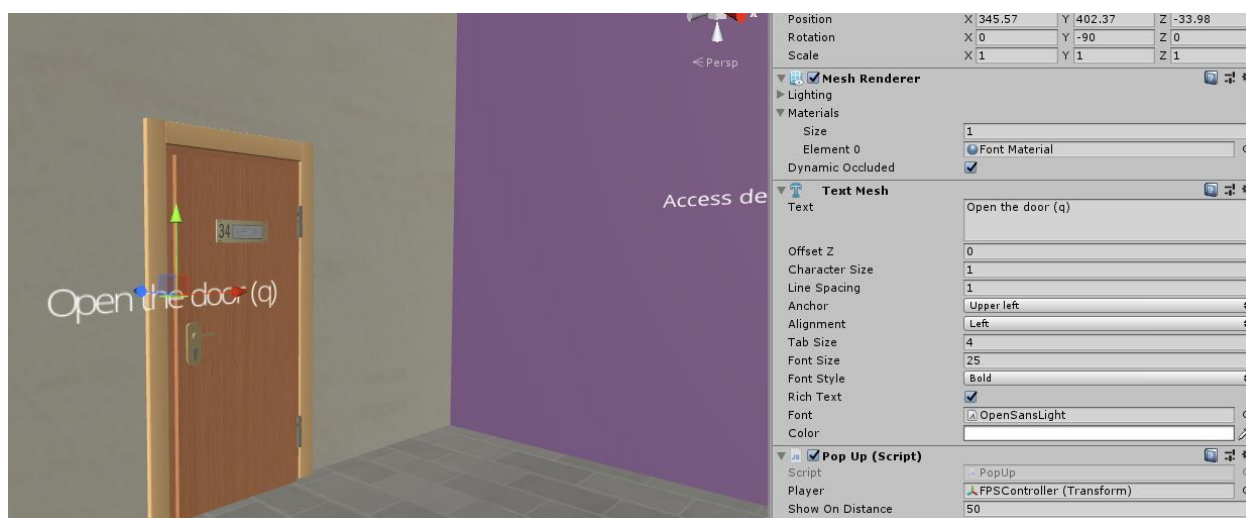 Persp
34
Access de
Open the door (q)
Position X 345.57 Y 402.37 Z -33.98
Rotation X 0 Y -90 Z 0
Scale X 1 Y 1 Z 1
Mesh Renderer
Lighting
Materials
Size 1
Element 0 Font Material
Dynamic Occluded
Text Mesh
Text Open the door (q)
Offset Z 0
Character Size 1
Line Spacing 1
Anchor Upper left
Alignment Left
Tab Size 4
Font Size 25
Font Style Bold
Rich Text
Font OpenSansLight
Color
Pop Up (Script)
Script PopUp
Player FPSController (Transform)
Show On Distance 50